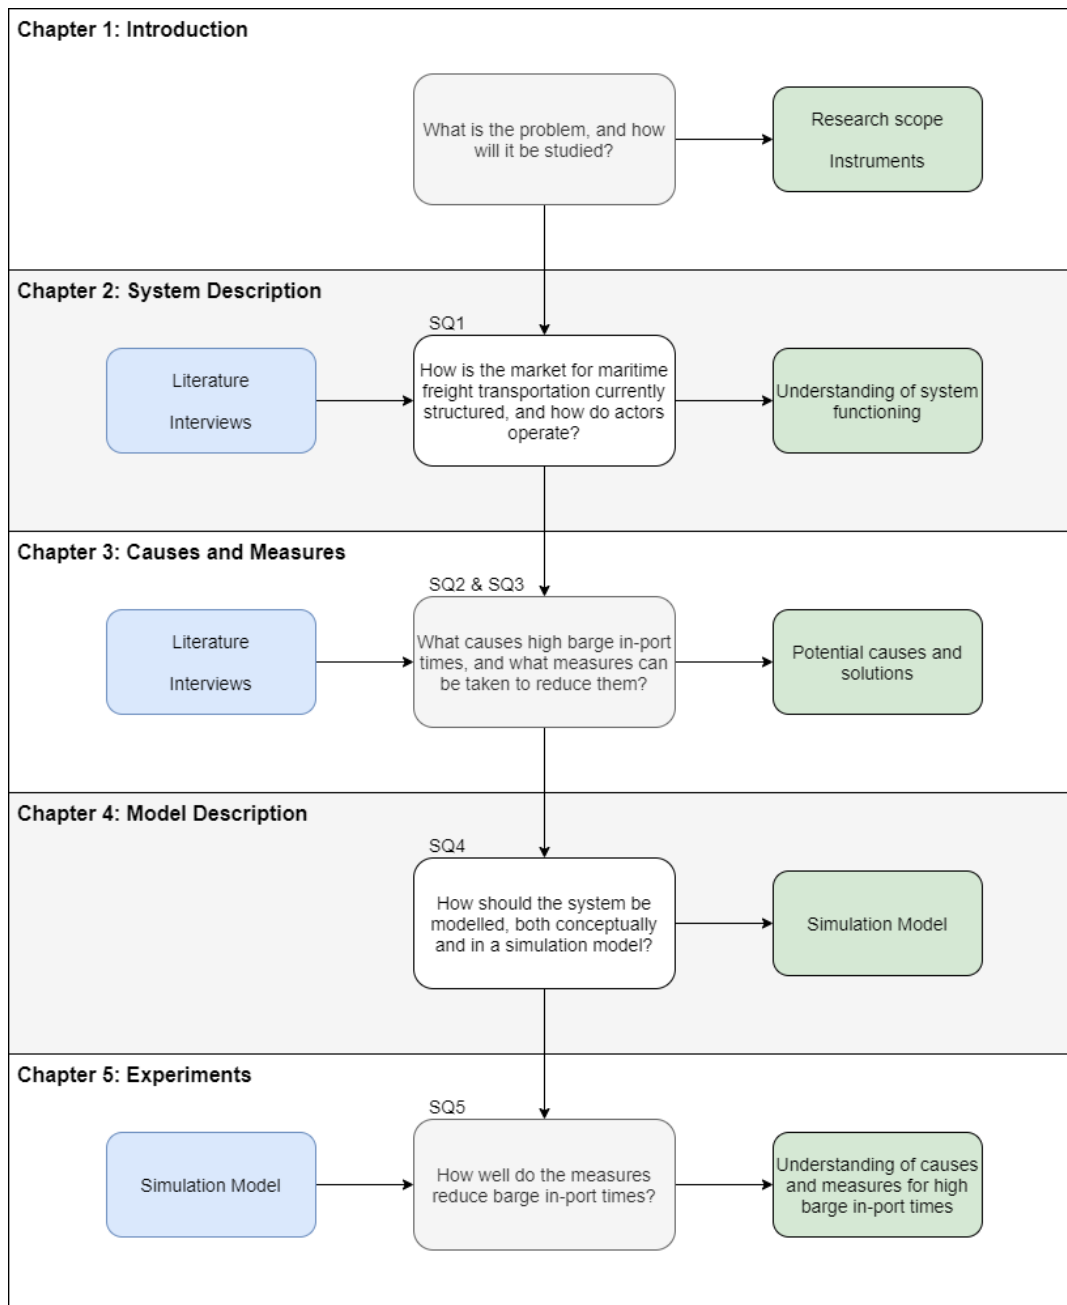 Chapter 1: Introduction
What is the problem, and how
will it be studied?
Research scope
Instruments
Chapter 2: System Description
SQ1
Literature
Interviews
How is the market for maritime
freight transportation currently
structured, and how do actors
operate?
Understanding of system
functioning
Chapter 3: Causes and Measures
SQ2 & SQ3
Literature
Interviews
What causes high barge in-port
times, and what measures can
be taken to reduce them?
Potential causes and
solutions
Chapter 4: Model Description
SQ4
How should the system be
modelled, both conceptually
and in a simulation model?
Simulation Model
Chapter 5: Experiments
SQ5
Simulation Model
How well do the measures
reduce barge in-port times?
Understanding of causes
and measures for high
barge in-port times